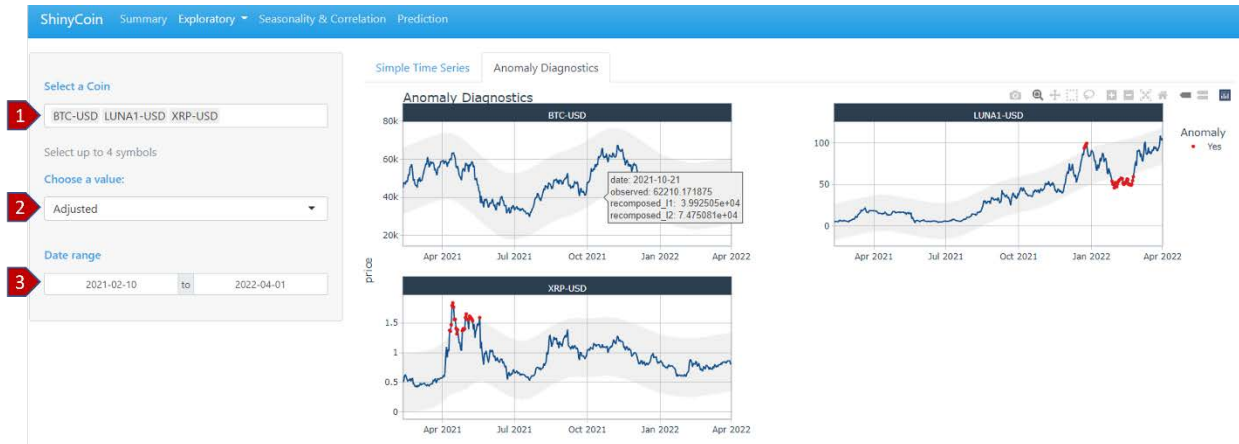 ShinyCoin Summary Exploratory Seasonality & Correlation Prediction
Select a Coin
1
BTC-USD LUNA1-USD XRP-USD
Select up to 4 symbols
Choose a value:
2
Adjusted
Date range
3
2021-02-10 to 2022-04-01
Simple Time Series Anomaly Diagnostics
Anomaly Diagnostics
BTC-USD
80k
60k
40k
20k
date: 2021-10-21
observed: 62210.171875
recomposed_l1: 3.992505e+04
recomposed_l2: 7.475081e+04
Apr 2021 Jul 2021 Oct 2021 Jan 2022 Apr 2022
LUNA1-USD
100
50
0
Apr 2021 Jul 2021 Oct 2021 Jan 2022 Apr 2022
Anomaly
Yes
price
XRP-USD
1.5
1
0.5
0
Apr 2021 Jul 2021 Oct 2021 Jan 2022 Apr 2022